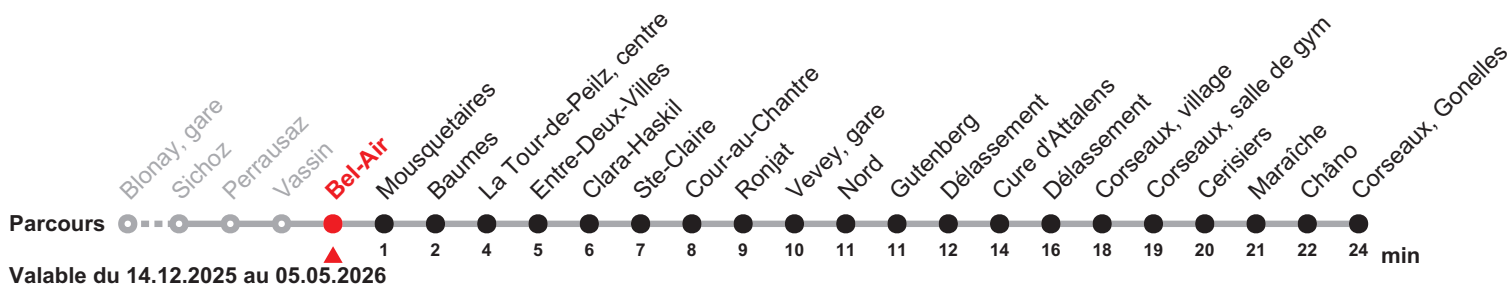 Blonay, gare
Sichoz
Perrausaz
Vassin
Bel-Air
Mousquetaires
Baumes
La Tour-de-Peilz, centre
Entre-Deux-Villes
Clara-Haskil
Ste-Claire
Cour-au-Chantre
Ronjat
Vevey, gare
Nord
Gutenberg
Délassement
Cure d'Attalens
Délassement
Corseaux, village
Corseaux, salle de gym
Cerisiers
Maraîche
Châno
Corseaux, Gonelles
Parcours
1 2 4 5 6 7 8 9 10 11 11 12 14 16 18 19 20 21 22 24 min
Valable du 14.12.2025 au 05.05.2026